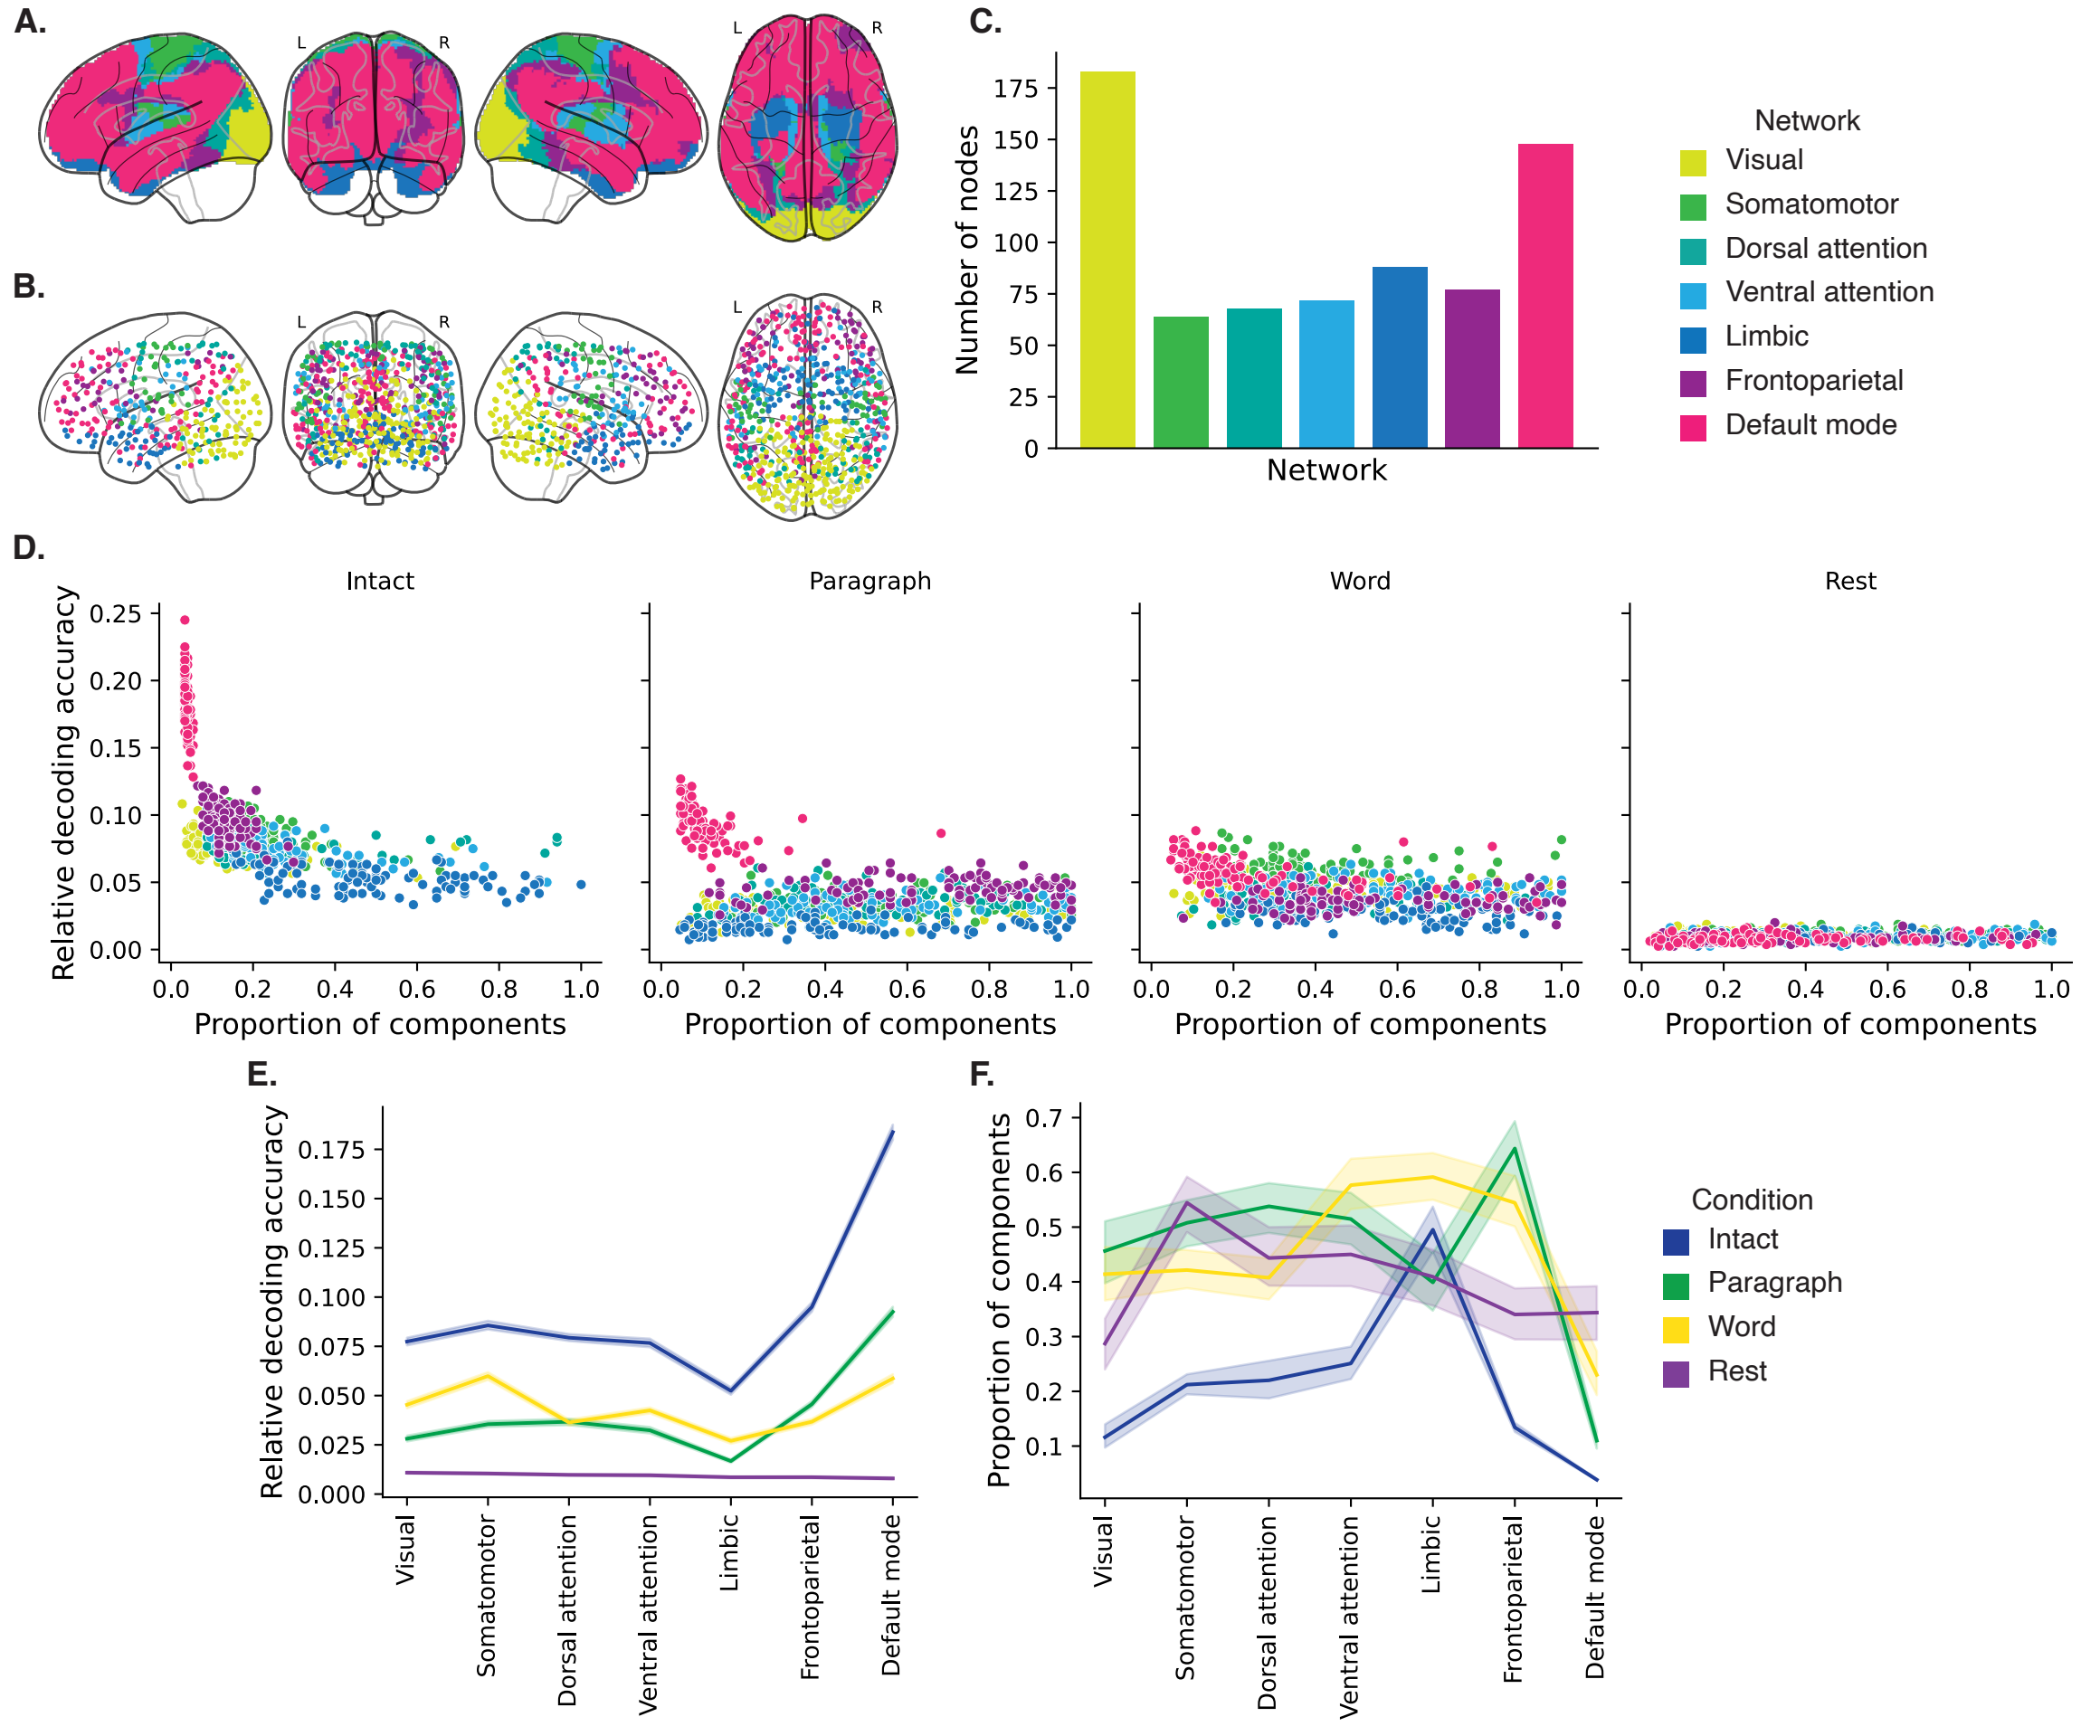 A.
L
R
L
R
B.
L
R
L
R
C.
Number of nodes
175
150
125
100
75
50
25
0
Network
Network
Visual
Somatomotor
Dorsal attention
Ventral attention
Limbic
Frontoparietal
Default mode
D.
Intact
Paragraph
Word
Rest
Relative decoding accuracy
0.25
0.20
0.15
0.10
0.05
0.00
0.0 0.2 0.4 0.6 0.8 1.0
0.0 0.2 0.4 0.6 0.8 1.0
0.0 0.2 0.4 0.6 0.8 1.0
0.0 0.2 0.4 0.6 0.8 1.0
Proportion of components
Proportion of components
Proportion of components
Proportion of components
E.
Relative decoding accuracy
0.175
0.150
0.125
0.100
0.075
0.050
0.025
0.000
Visual
Somatomotor
Dorsal attention
Ventral attention
Limbic
Frontoparietal
Default mode
F.
Proportion of components
0.7
0.6
0.5
0.4
0.3
0.2
0.1
Visual
Somatomotor
Dorsal attention
Ventral attention
Limbic
Frontoparietal
Default mode
Condition
Intact
Paragraph
Word
Rest